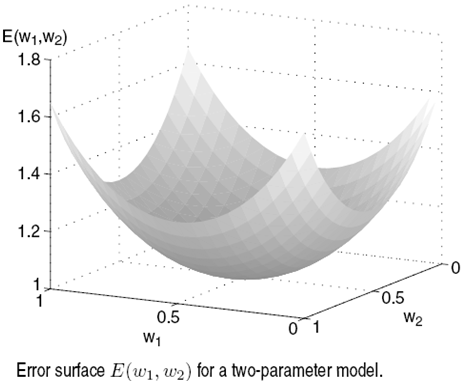 E(w₁,w₂)
1.8
1.6
1.4
1.2
1
1
0.5
0
w₁
1
0.5
0
w₂
Error surface E(w₁, w₂) for a two-parameter model.